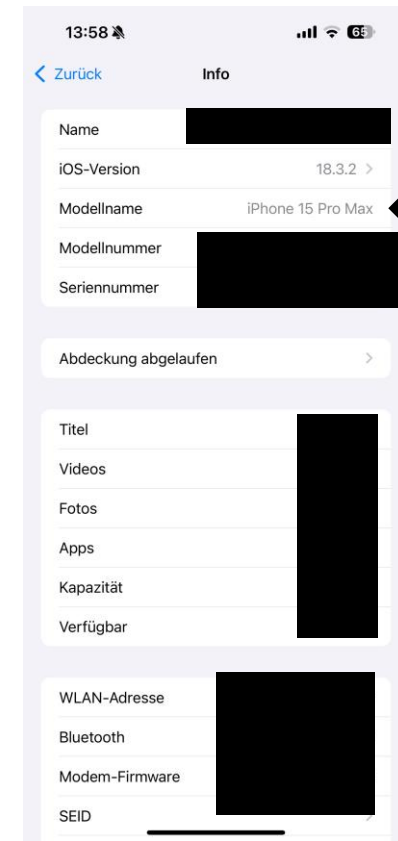 13:58 65
Zurück Info
Name
iOS-Version 18.3.2
Modellname iPhone 15 Pro Max
Modellnummer
Seriennummer
Abdeckung abgelaufen
Titel
Videos
Fotos
Apps
Kapazität
Verfügbar
WLAN-Adresse
Bluetooth
Modem-Firmware
SEID